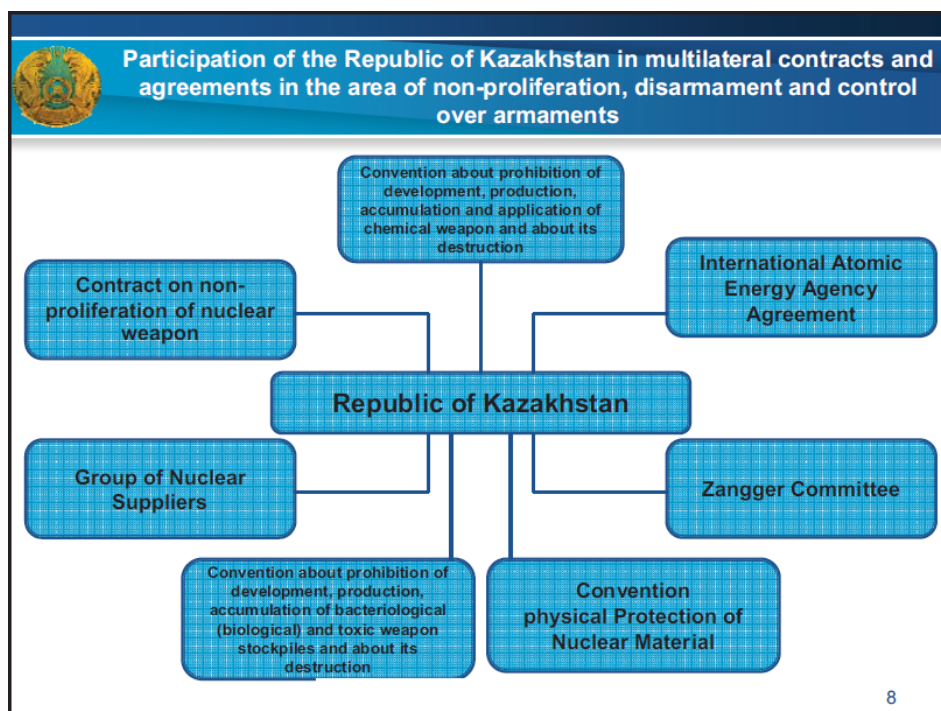 Participation of the Republic of Kazakhstan in multilateral contracts and
agreements in the area of non-proliferation, disarmament and control
over armaments
Convention about prohibition of
development, production,
accumulation and application of
chemical weapon and about its
destruction
Contract on non-
proliferation of nuclear
weapon
International Atomic
Energy Agency
Agreement
Republic of Kazakhstan
Group of Nuclear
Suppliers
Zangger Committee
Convention about prohibition of
development, production,
accumulation of bacteriological
(biological) and toxic weapon
stockpiles and about its
destruction
Convention
physical Protection of
Nuclear Material
8